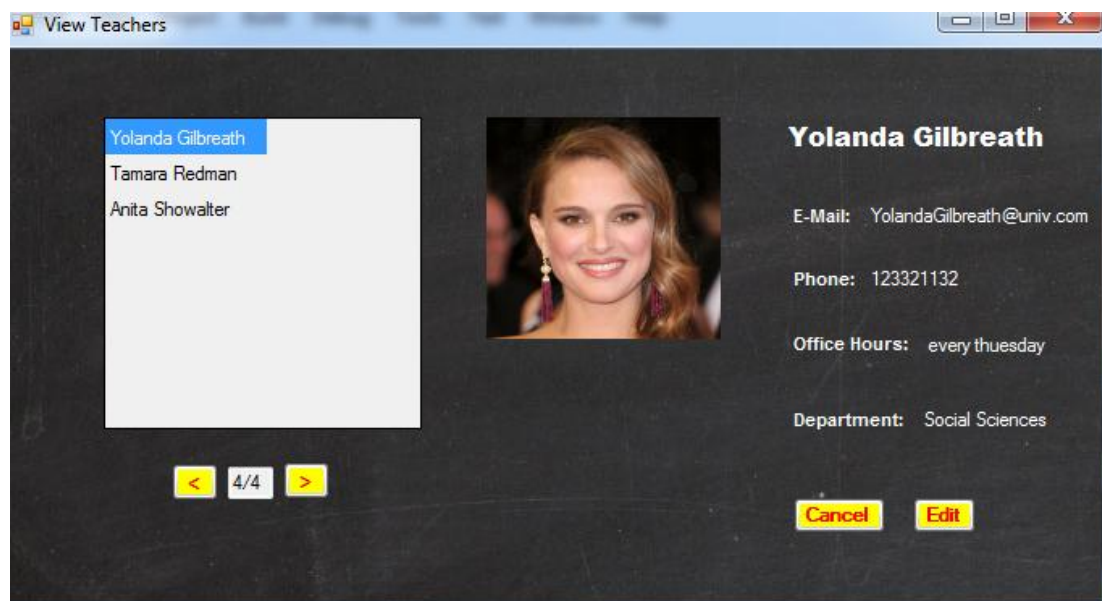 View Teachers
Yolanda Gilbreath
Tamara Redman
Anita Showalter
< 4/4 >
Yolanda Gilbreath
E-Mail: YolandaGilbreath@univ.com
Phone: 123321132
Office Hours: every thuesday
Department: Social Sciences
Cancel Edit